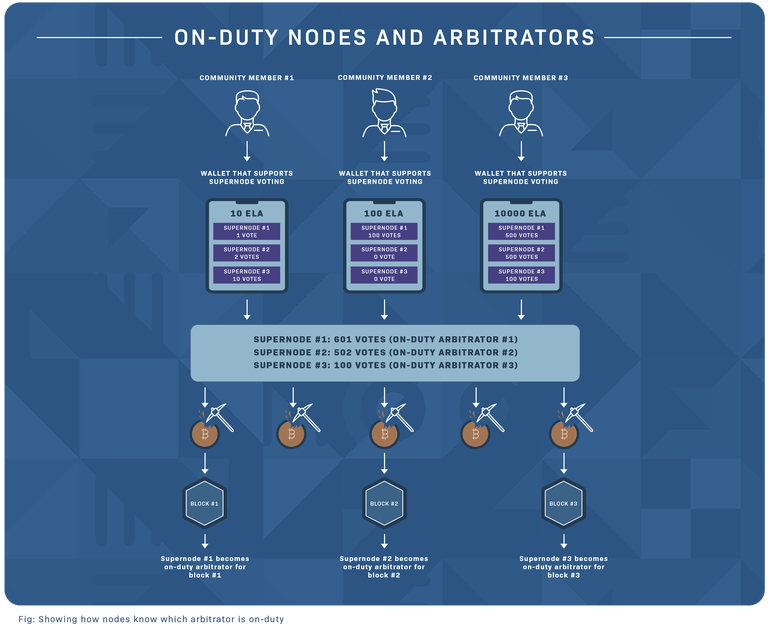 ON-DUTY NODES AND ARBITRATORS
COMMUNITY MEMBER #1
COMMUNITY MEMBER #2
COMMUNITY MEMBER #3
WALLET THAT SUPPORTS
SUPERNODE VOTING
WALLET THAT SUPPORTS
SUPERNODE VOTING
WALLET THAT SUPPORTS
SUPERNODE VOTING
10 ELA
SUPERNODE #1
1 VOTE
SUPERNODE #2
2 VOTES
SUPERNODE #3
10 VOTES
100 ELA
SUPERNODE #1
100 VOTES
SUPERNODE #2
0 VOTE
SUPERNODE #3
0 VOTE
10000 ELA
SUPERNODE #1
500 VOTES
SUPERNODE #2
500 VOTES
SUPERNODE #3
100 VOTES
SUPERNODE #1: 601 VOTES (ON-DUTY ARBITRATOR #1)
SUPERNODE #2: 502 VOTES (ON-DUTY ARBITRATOR #2)
SUPERNODE #3: 100 VOTES (ON-DUTY ARBITRATOR #3)
BLOCK #1
BLOCK #2
BLOCK #3
Supernode #1 becomes
on-duty arbitrator for
block #1
Supernode #2 becomes
on-duty arbitrator for
block #2
Supernode #3 becomes
on-duty arbitrator for
block #3
Fig: Showing how nodes know which arbitrator is on-duty